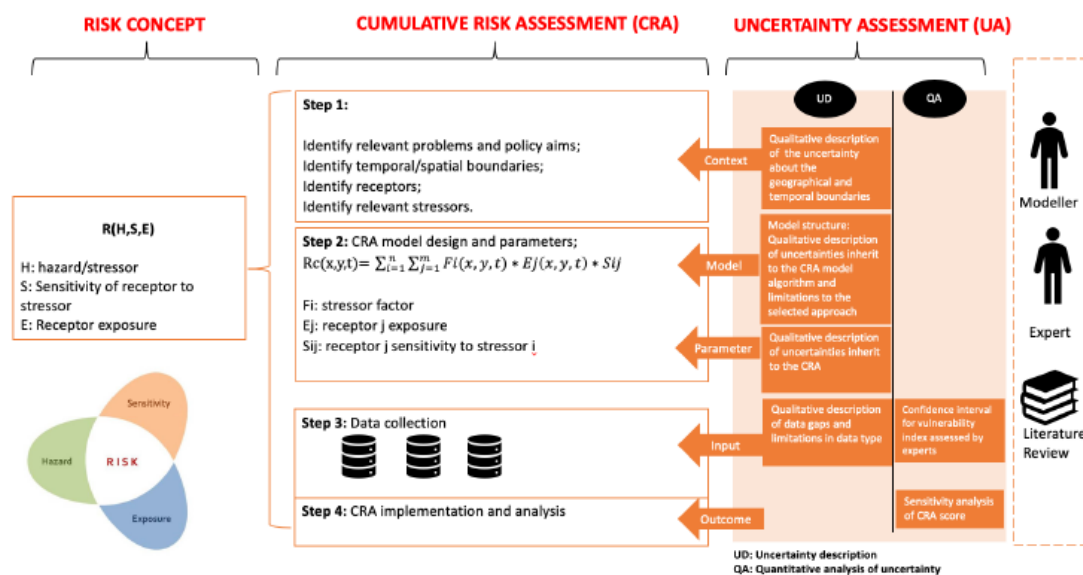 RISK CONCEPT
CUMULATIVE RISK ASSESSMENT (CRA)
UNCERTAINTY ASSESSMENT (UA)
R(H,S,E)
H: hazard/stressor
S: Sensitivity of receptor to
stressor
E: Receptor exposure
Sensitivity
Hazard
RISK
Exposure
Step 1:
Identify relevant problems and policy aims;
Identify temporal/spatial boundaries;
Identify receptors;
Identify relevant stressors.
Step 2: CRA model design and parameters;
Rc(x,y,t)= ∑ⁿᵢ₌₁ ∑ᵐⱼ₌₁ Fi(x, y, t) * Ej(x, y, t) * Sij
Fi: stressor factor
Ej: receptor j exposure
Sij: receptor j sensitivity to stressor i
Step 3: Data collection
Step 4: CRA implementation and analysis
Context
Model
Parameter
Input
Outcome
UD
QA
Qualitative description
of the uncertainty
about the
geographical and
temporal boundaries
Model structure:
Qualitative description
of uncertainties inherit
to the CRA model
algorithm and
limitations to the
selected approach
Qualitative description
of uncertainties inherit
to the CRA
Qualitative description
of data gaps and
limitations in data type
Confidence interval
for vulnerability
index assessed by
experts
Sensitivity analysis
of CRA score
UD: Uncertainty description
QA: Quantitative analysis of uncertainty
Modeller
Expert
Literature
Review